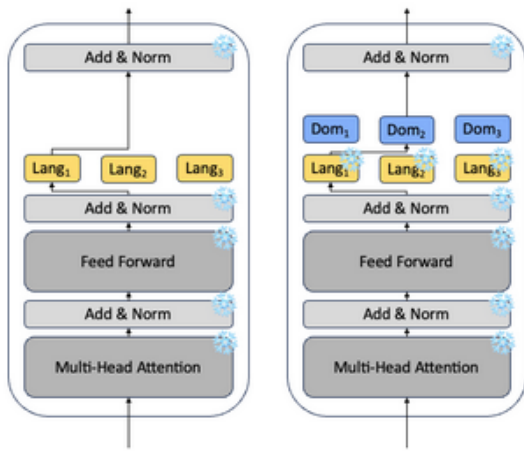 Add & Norm
Lang₁ Lang₂ Lang₃
Add & Norm
Feed Forward
Add & Norm
Multi-Head Attention
Add & Norm
Dom₁ Dom₂ Dom₃
Lang₁ Lang₂ Lang₃
Add & Norm
Feed Forward
Add & Norm
Multi-Head Attention